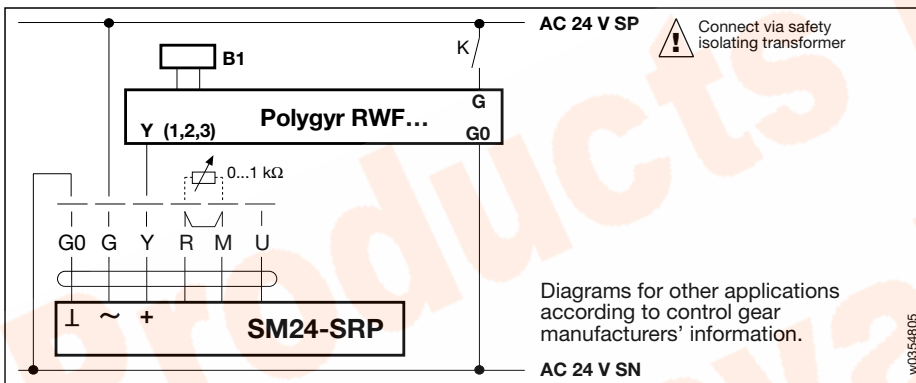 AC 24 V SP
Connect via safety
isolating transformer
K
B1
G
Polygyr RWF...
Y (1,2,3)
G0
0...1 kΩ
G0 G Y R M U
⊥ ~ +
SM24-SRP
Diagrams for other applications
according to control gear
manufacturers' information.
AC 24 V SN
w0354805
Products